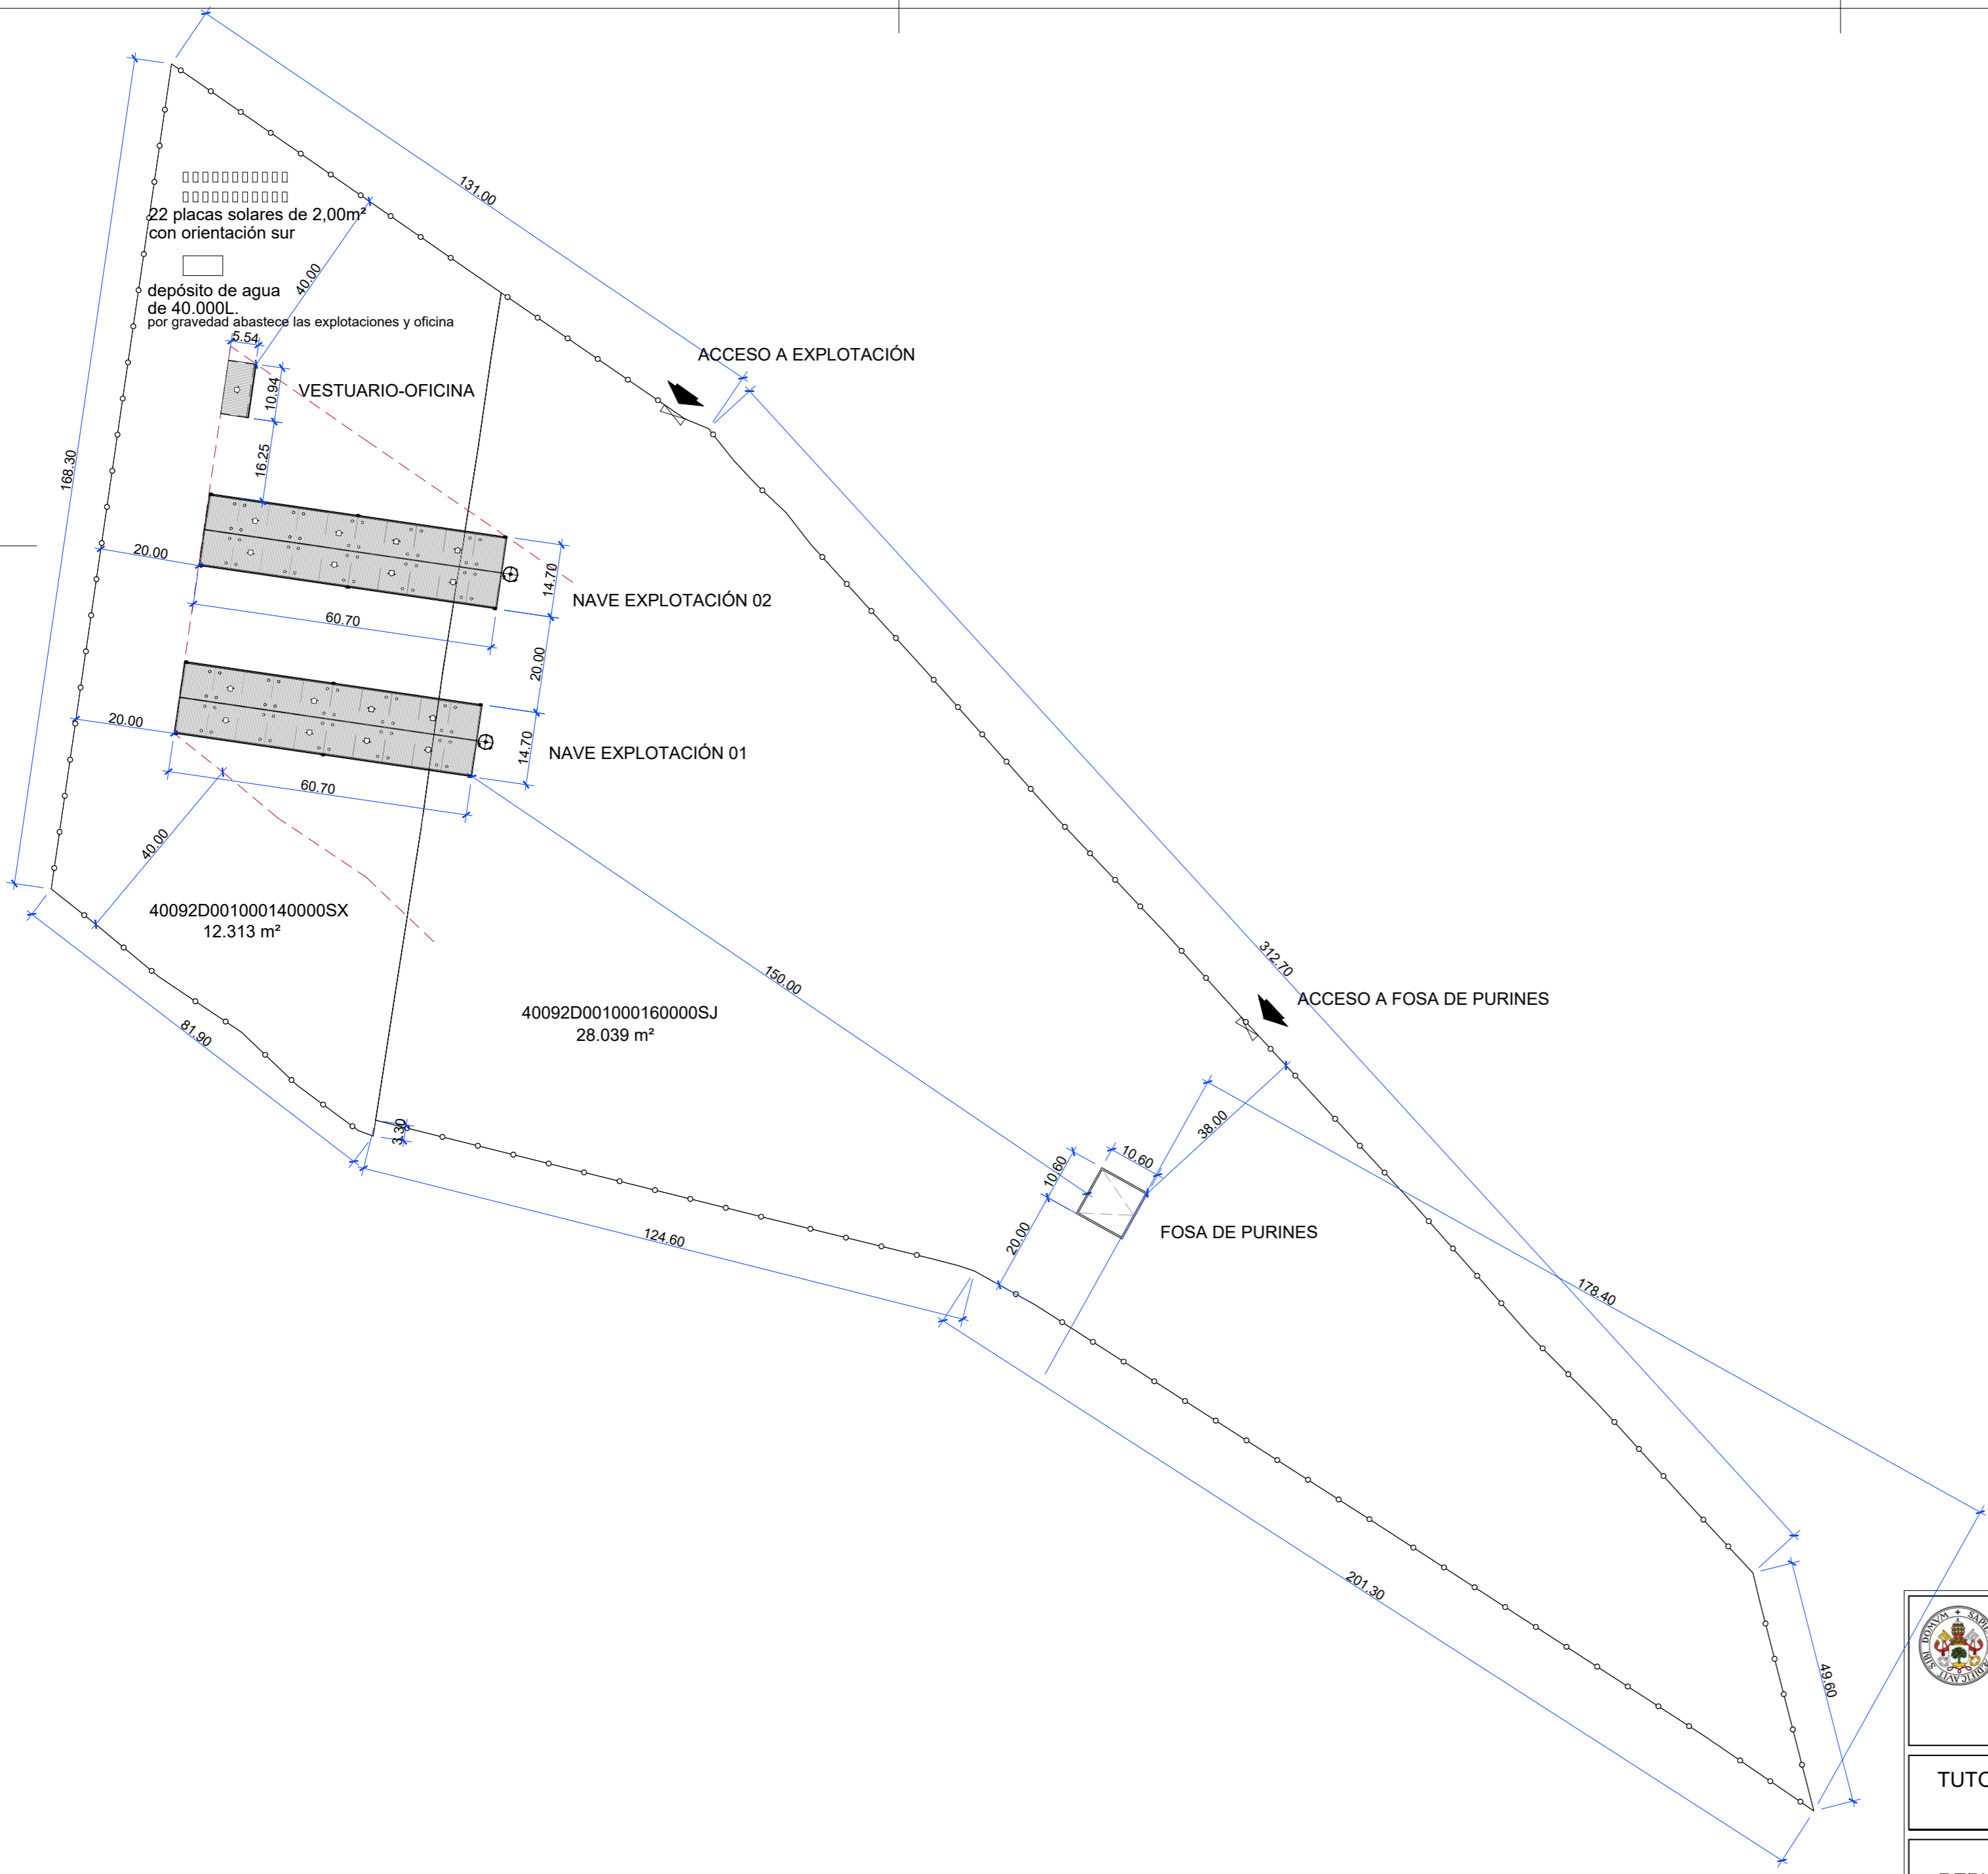 131.00
22 placas solares de 2,00m²
con orientación sur
40.00
depósito de agua
de 40.000L.
por gravedad abastece las explotaciones y oficina
5.54
ACCESO A EXPLOTACIÓN
VESTUARIO-OFICINA
10.94
16.25
168.30
20.00
14.70
NAVE EXPLOTACIÓN 02
60.70
20.00
20.00
14.70
NAVE EXPLOTACIÓN 01
60.70
40.00
40092D001000140000SX
12.313 m²
150.00
312.70
ACCESO A FOSA DE PURINES
40092D001000160000SJ
28.039 m²
81.90
3.30
38.00
10.60
10.60
20.00
FOSA DE PURINES
124.60
178.40
201.30
49.60
TUTO